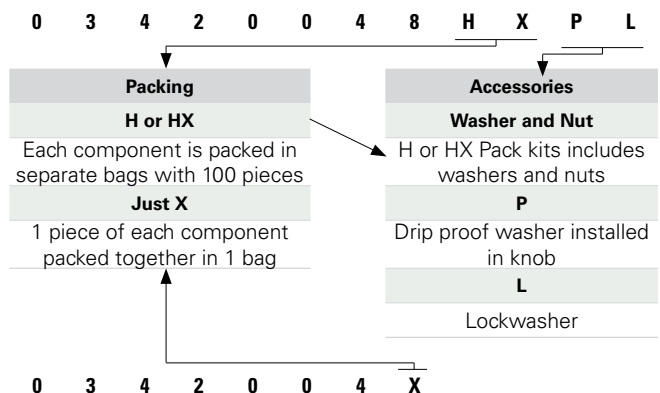 0 3 4 2 0 0 0 4 8 H X P L
Packing
H or HX
Each component is packed in
separate bags with 100 pieces
Just X
1 piece of each component
packed together in 1 bag
Accessories
Washer and Nut
H or HX Pack kits includes
washers and nuts
P
Drip proof washer installed
in knob
L
Lockwasher
0 3 4 2 0 0 4 X